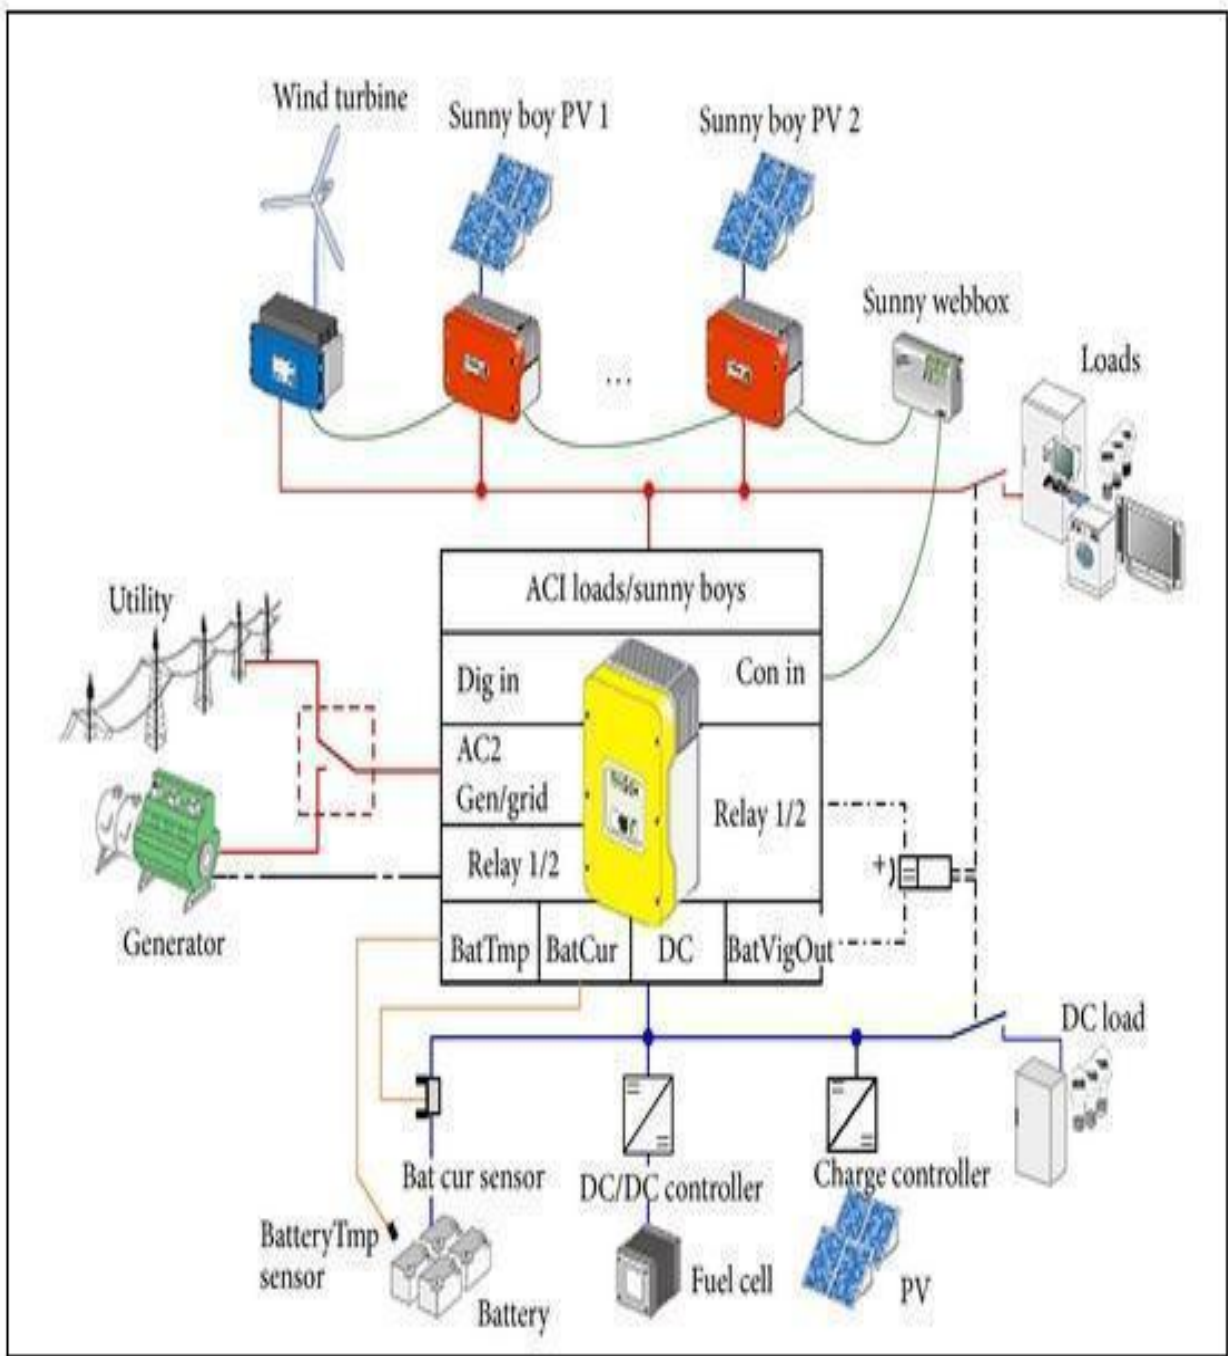 Wind turbine
Sunny boy PV 1
Sunny boy PV 2
Sunny webbox
Loads
...
Utility
ACI loads/sunny boys
Dig in
Con in
AC2
Gen/grid
Relay 1/2
Relay 1/2
+
Generator
BatTmp
BatCur
DC
BatVigOut
DC load
Bat cur sensor
DC/DC controller
Charge controller
BatteryTmp
sensor
Battery
Fuel cell
PV